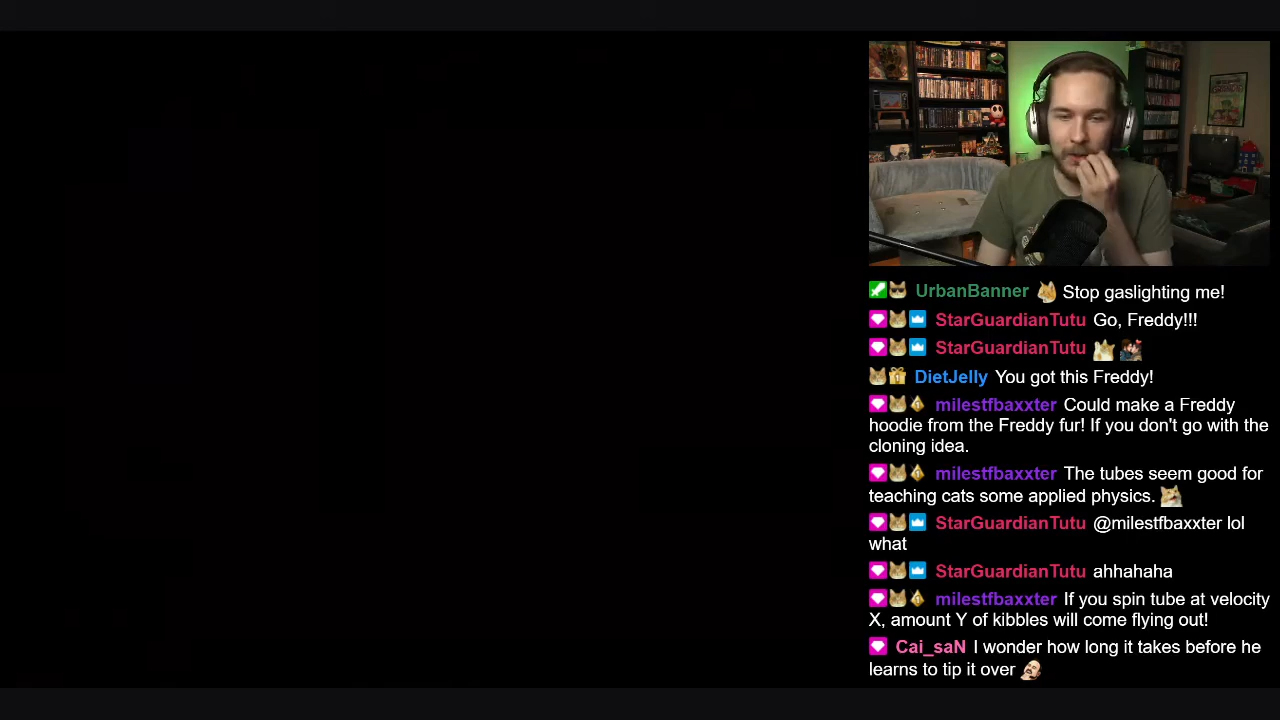 UrbanBanner Stop gaslighting me!
StarGuardianTutu Go, Freddy!!!
StarGuardianTutu
DietJelly You got this Freddy!
milestfbaxxter Could make a Freddy
hoodie from the Freddy fur! If you don't go with the
cloning idea.
milestfbaxxter The tubes seem good for
teaching cats some applied physics.
StarGuardianTutu @milestfbaxxter lol
what
StarGuardianTutu ahhahaha
milestfbaxxter If you spin tube at velocity
X, amount Y of kibbles will come flying out!
Cai_saN I wonder how long it takes before he
learns to tip it over